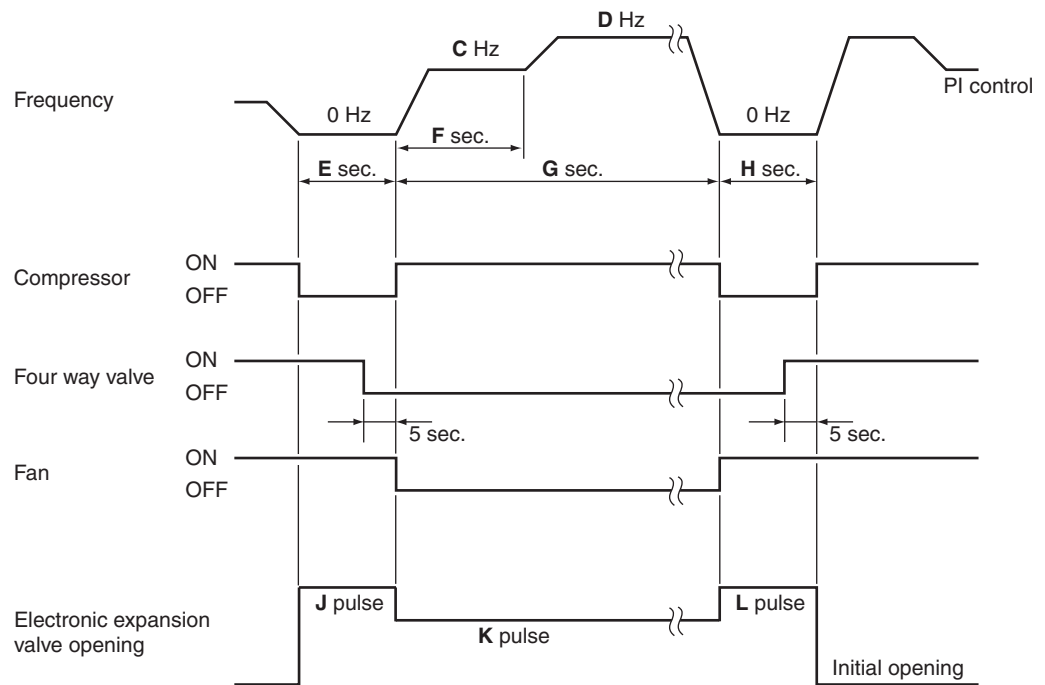 D Hz
C Hz
Frequency
0 Hz
0 Hz
PI control
F sec.
E sec.
G sec.
H sec.
ON
Compressor
OFF
ON
Four way valve
OFF
5 sec.
5 sec.
ON
Fan
OFF
J pulse
L pulse
Electronic expansion
valve opening
K pulse
Initial opening